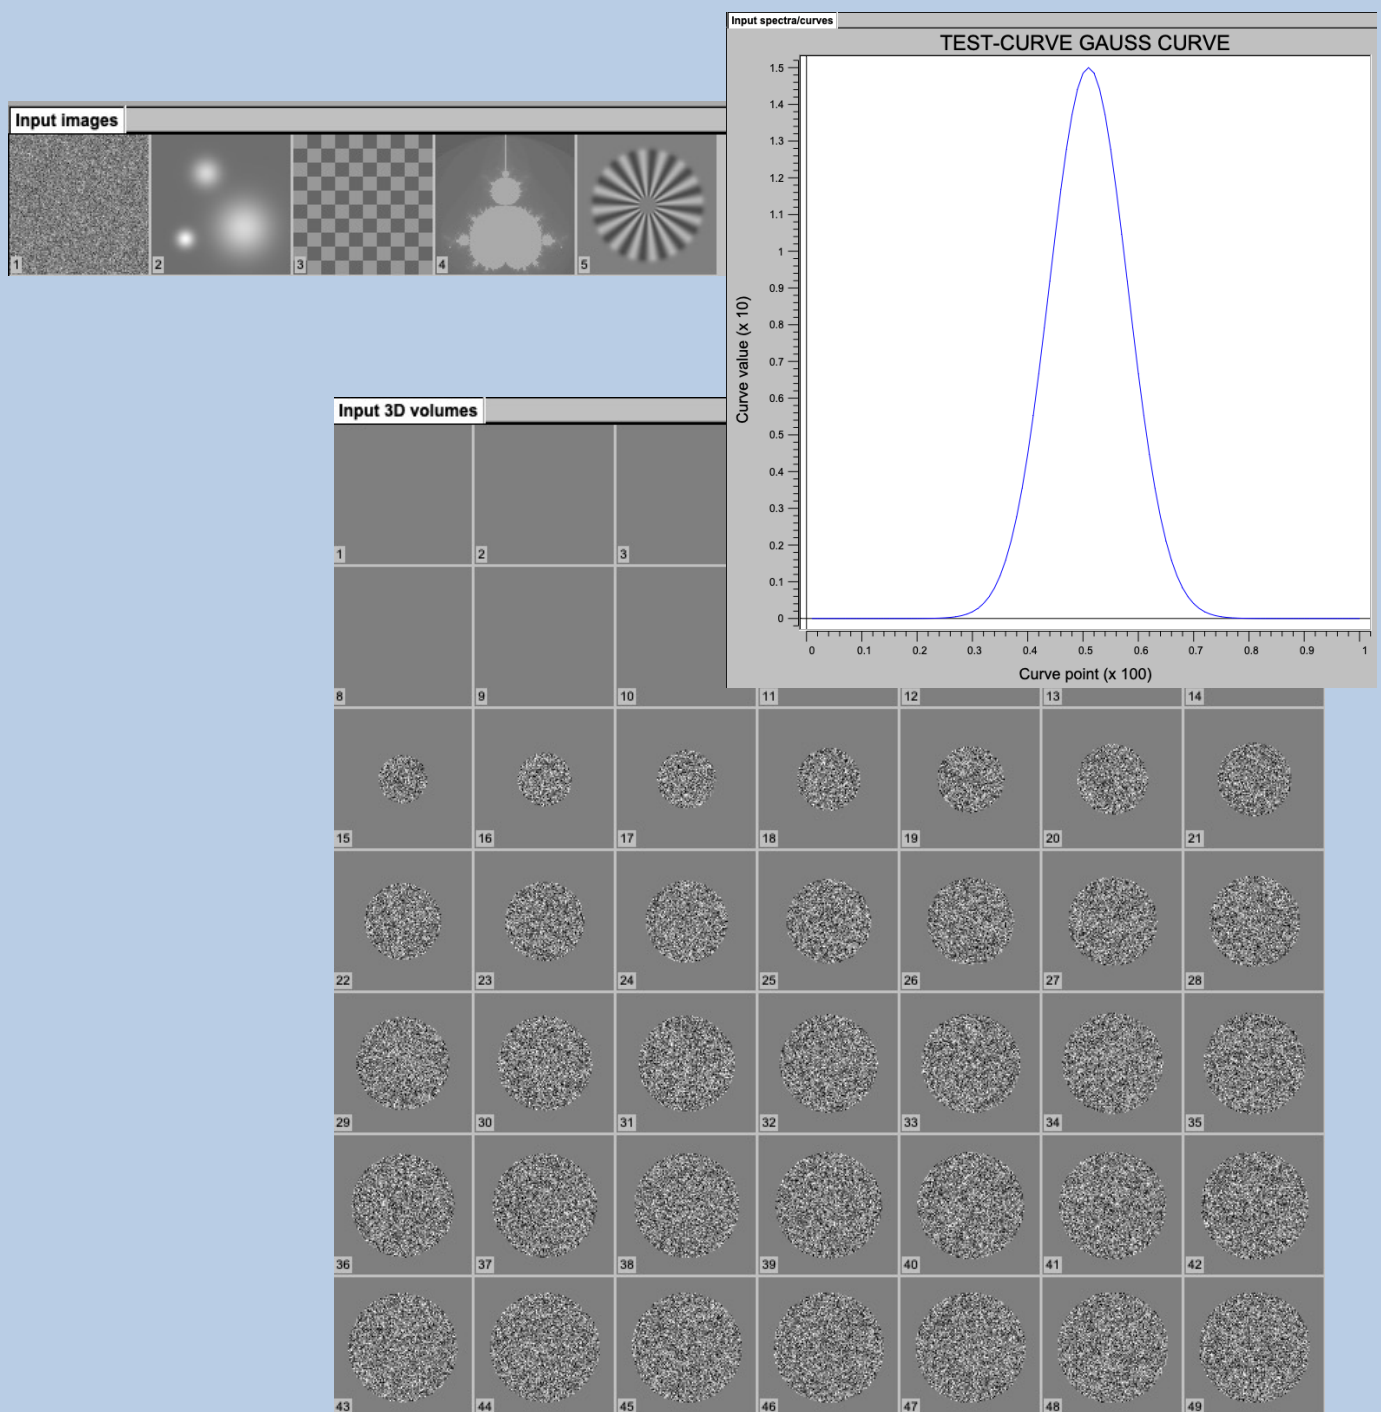 Input spectra/curves
TEST-CURVE GAUSS CURVE
1.5
1.4
1.3
1.2
1.1
1
0.9
0.8
0.7
0.6
0.5
0.4
0.3
0.2
0.1
0
Curve value (x 10)
0 0.1 0.2 0.3 0.4 0.5 0.6 0.7 0.8 0.9 1
Curve point (x 100)
Input images
1 2 3 4 5
Input 3D volumes
1 2 3
8 9 10 11 12 13 14
15 16 17 18 19 20 21
22 23 24 25 26 27 28
29 30 31 32 33 34 35
36 37 38 39 40 41 42
43 44 45 46 47 48 49